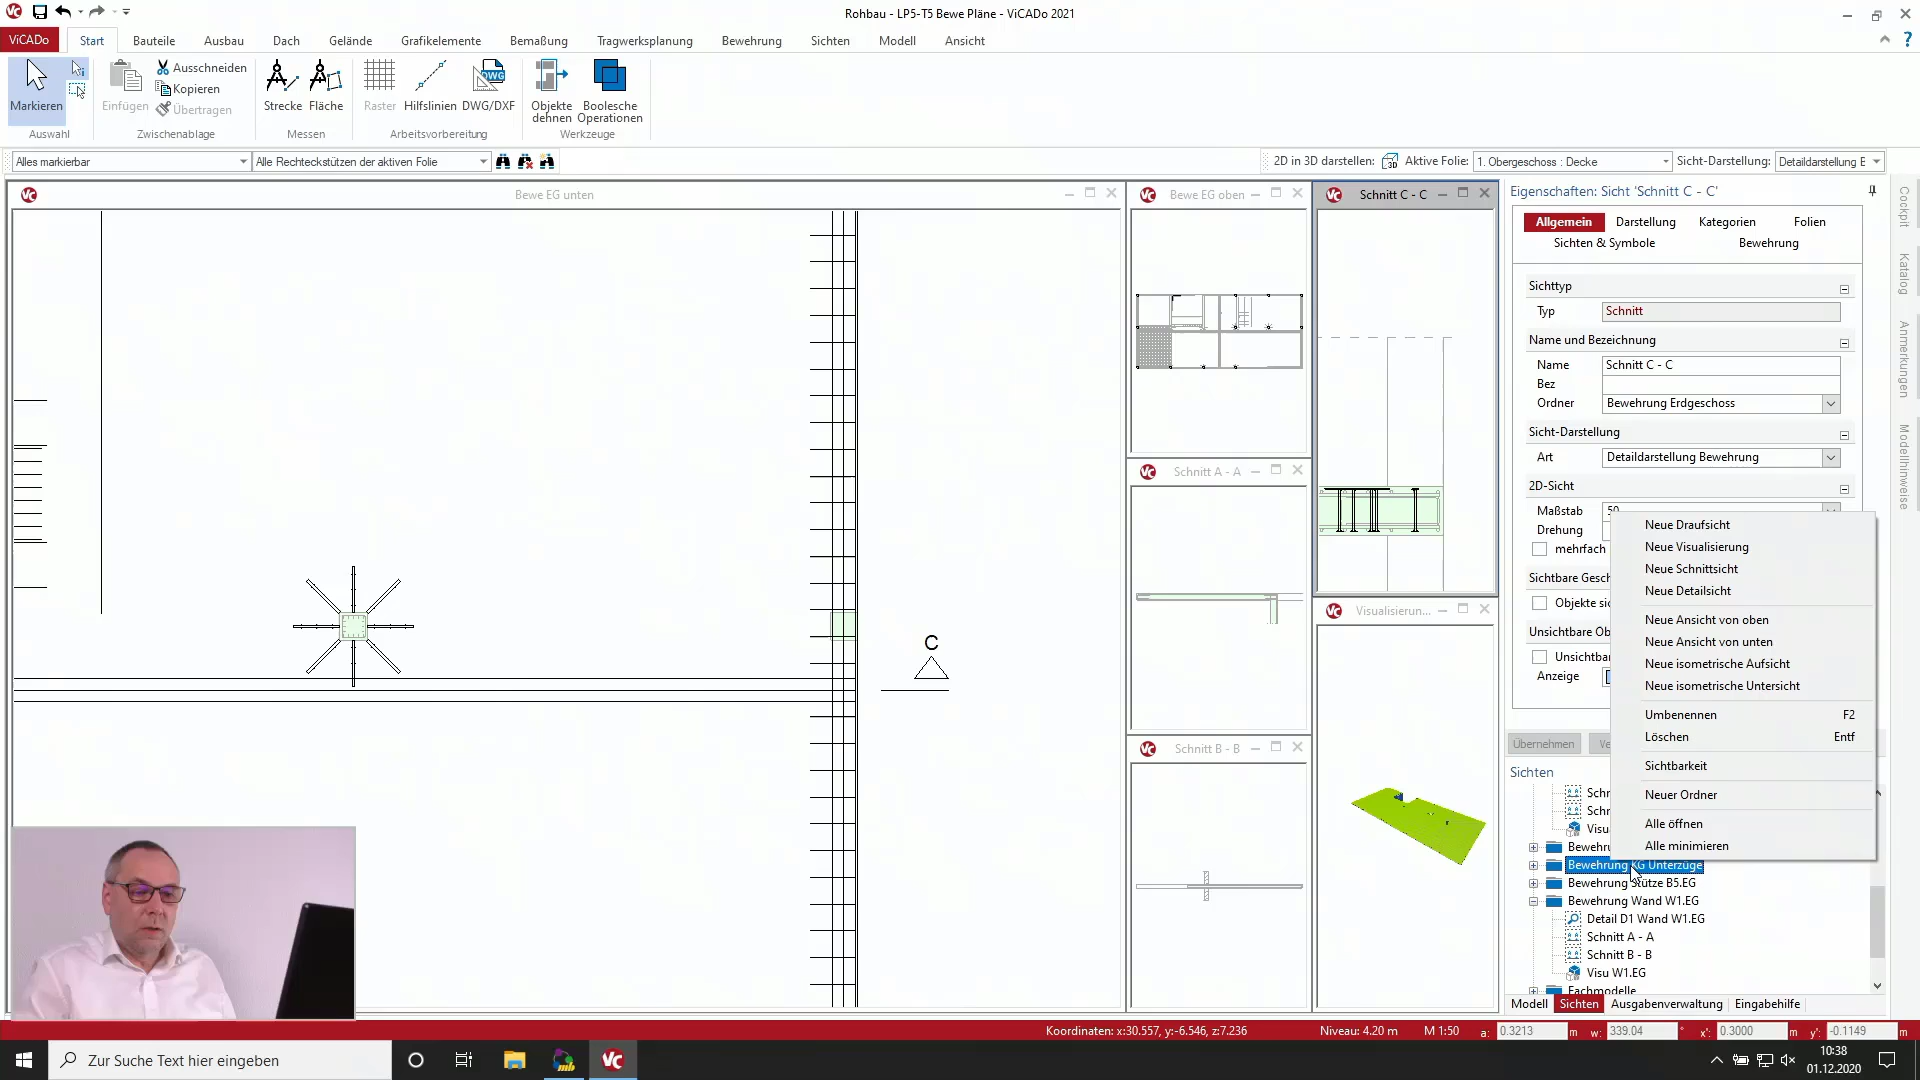 Rohbau - LP5-T5 Bewe Pläne - ViCADo 2021
ViCADo Start Bauteile Ausbau Dach Gelände Grafikelemente Bemaßung Tragwerksplanung Bewehrung Sichten Modell Ansicht
Markieren
Auswahl
Einfügen
Ausschneiden
Kopieren
Übertragen
Zwischenablage
Strecke Fläche
Messen
Raster Hilfslinien DWG/DXF
Arbeitsvorbereitung
Objekte dehnen
Boolesche Operationen
Werkzeuge
Alles markierbar
Alle Rechteckstützen der aktiven Folie
2D in 3D darstellen:
Aktive Folie: 1. Obergeschoss : Decke
Sicht-Darstellung: Detaildarstellung E
Bewe EG unten
Bewe EG oben
Schnitt C - C
Schnitt A - A
Schnitt B - B
Visualisierun...
C
Eigenschaften: Sicht 'Schnitt C - C'
Allgemein Darstellung Kategorien Folien
Sichten & Symbole Bewehrung
Sichttyp
Typ Schnitt
Name und Bezeichnung
Name Schnitt C - C
Bez
Ordner Bewehrung Erdgeschoss
Sicht-Darstellung
Art Detaildarstellung Bewehrung
2D-Sicht
Maßstab 50
Drehung
mehrfach
Sichtbare Gesch
Objekte si
Unsichtbare Ob
Unsichtba
Anzeige
Übernehmen Ve
Neue Draufsicht
Neue Visualisierung
Neue Schnittsicht
Neue Detailsicht
Neue Ansicht von oben
Neue Ansicht von unten
Neue isometrische Aufsicht
Neue isometrische Untersicht
Umbenennen F2
Löschen Entf
Sichtbarkeit
Neuer Ordner
Alle öffnen
Alle minimieren
Sichten
Schn
Schn
Visu
Bewehru
Bewehrung KG Unterzüge
Bewehrung Stütze B5.EG
Bewehrung Wand W1.EG
Detail D1 Wand W1.EG
Schnitt A - A
Schnitt B - B
Visu W1.EG
Fachmodelle
Modell Sichten Ausgabenverwaltung Eingabehilfe
Cockpit
Katalog
Anmerkungen
Modellhinweise
Koordinaten: x:30.557, y:-6.546, z:7.236 Niveau: 4.20 m M 1:50 a: 0.3213 m w: 339.04 ° x': 0.3000 m y': -0.1149 m
Zur Suche Text hier eingeben
10:38
01.12.2020